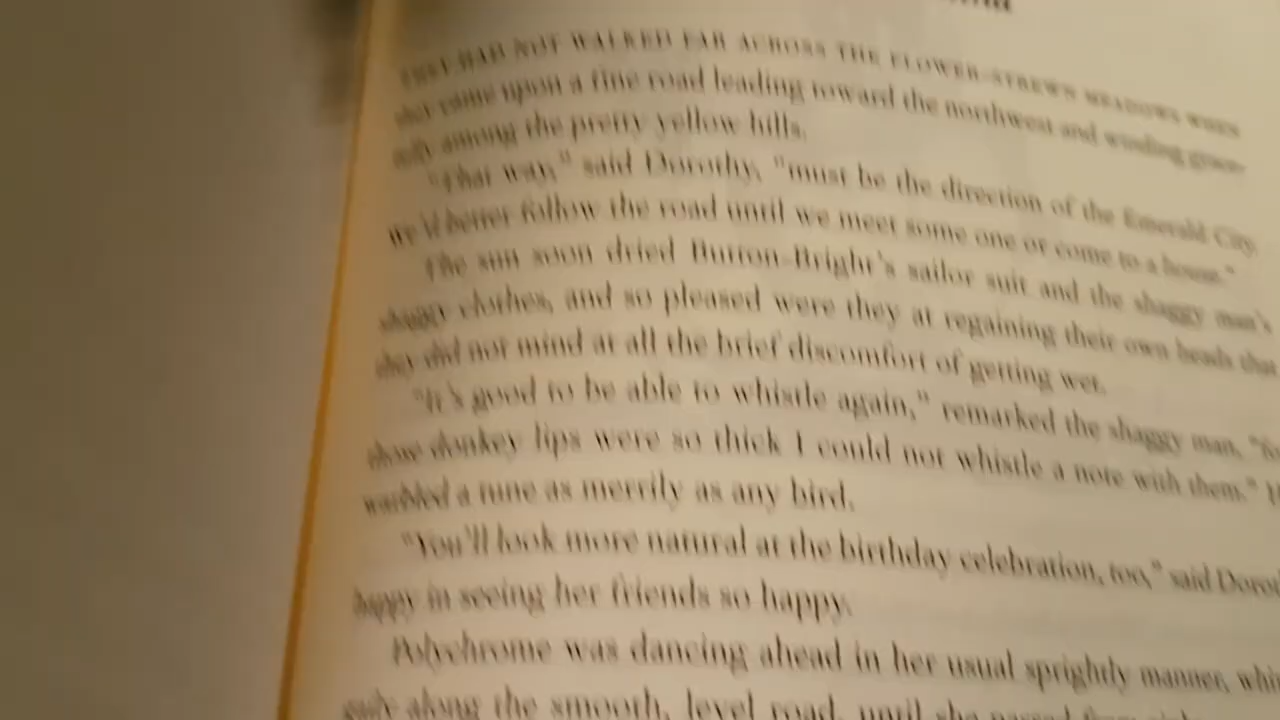 THEY HAD NOT WALKED FAR ACROSS THE FLOWER-STREWN MEADOWS WHEN
they came upon a fine road leading toward the northwest and winding grace-
fully among the pretty yellow hills.
"That way," said Dorothy, "must be the direction of the Emerald City.
We'd better follow the road until we meet some one or come to a house."
The sun soon dried Button-Bright's sailor suit and the shaggy man's
shaggy clothes, and so pleased were they at regaining their own heads that
they did not mind at all the brief discomfort of getting wet.
"It's good to be able to whistle again," remarked the shaggy man,
those donkey lips were so thick I could not whistle a note with them."
warbled a tune as merrily as any bird.
"You'll look more natural at the birthday celebration, too," said
happy in seeing her friends so happy.
Polychrome was dancing ahead in her usual sprightly manner,
gaily along the smooth, level road, until she passed